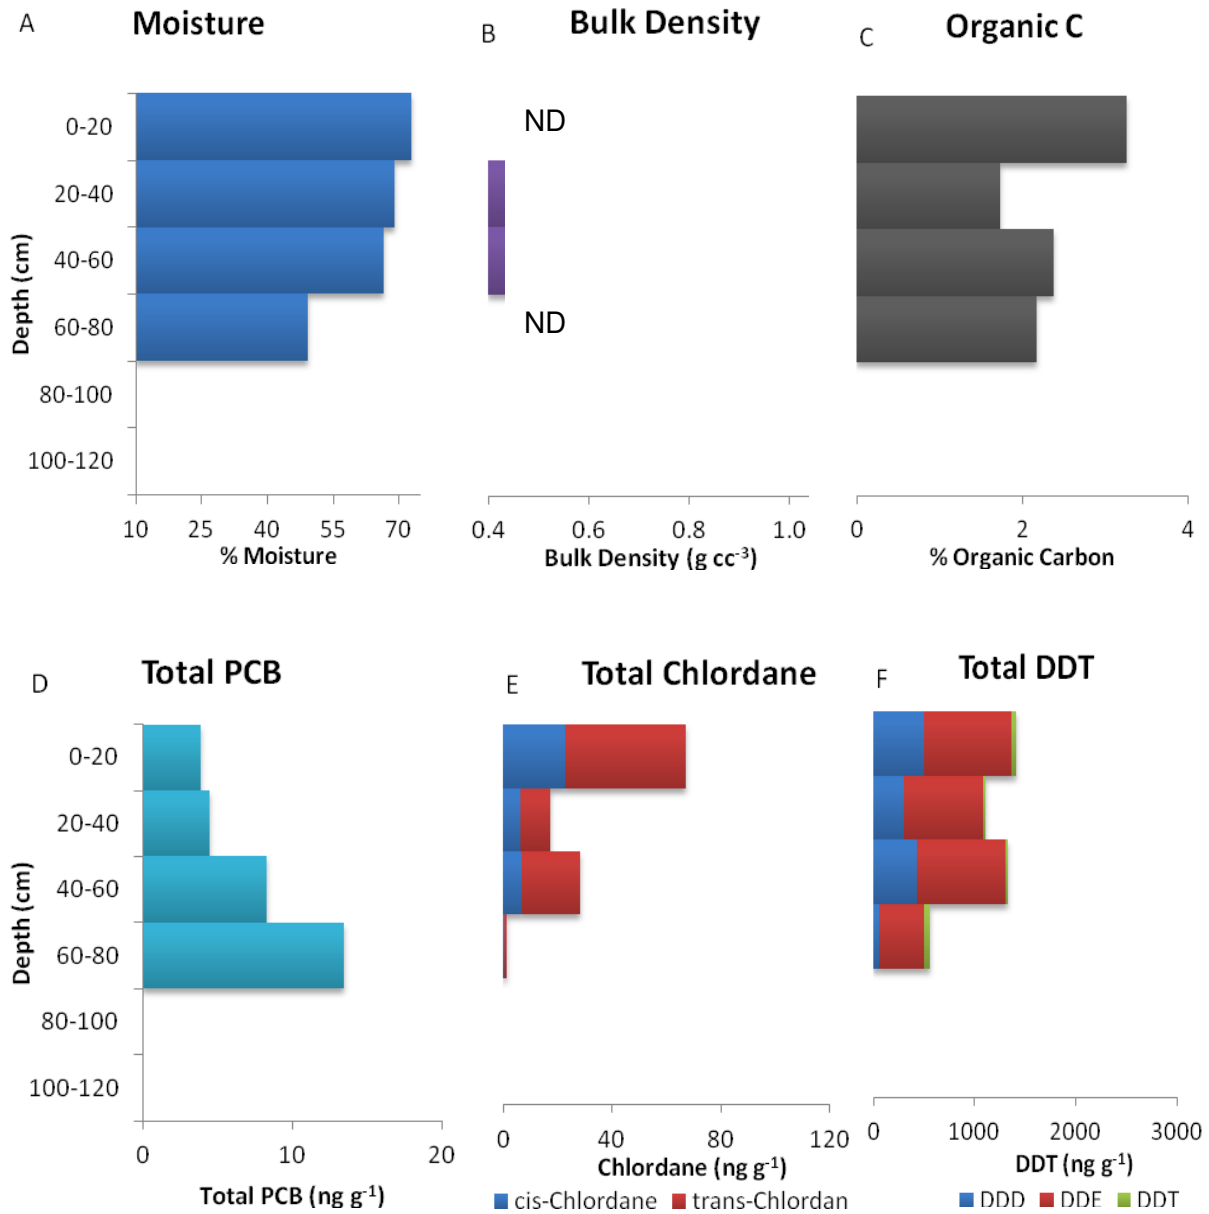 A Moisture
B Bulk Density
C Organic C
0-20
20-40
40-60
60-80
80-100
100-120
Depth (cm)
10 25 40 55 70
% Moisture
ND
ND
0.4 0.6 0.8 1.0
Bulk Density (g cc⁻³)
0 2 4
% Organic Carbon
D Total PCB
E Total Chlordane
F Total DDT
0-20
20-40
40-60
60-80
80-100
100-120
Depth (cm)
0 10 20
Total PCB (ng g⁻¹)
0 40 80 120
Chlordane (ng g⁻¹)
cis-Chlordane trans-Chlordan
0 1000 2000 3000
DDT (ng g⁻¹)
DDD DDE DDT